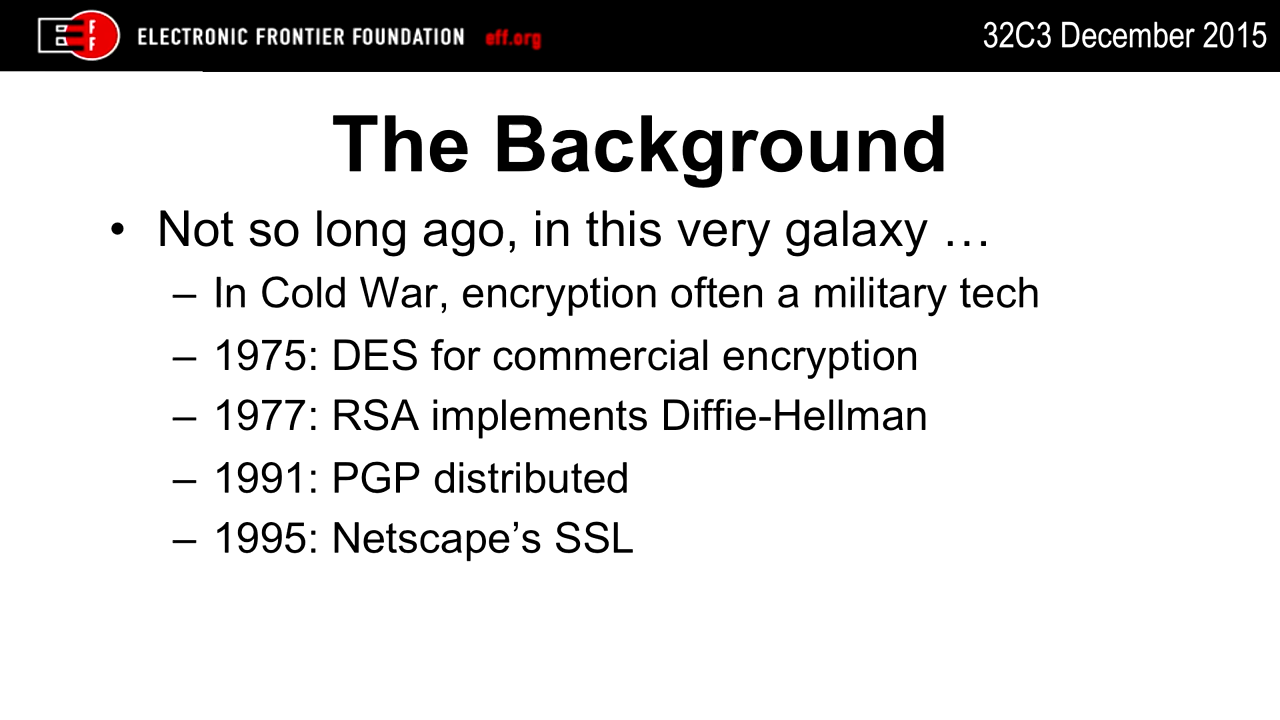 EFF ELECTRONIC FRONTIER FOUNDATION eff.org
32C3 December 2015
The Background
• Not so long ago, in this very galaxy …
– In Cold War, encryption often a military tech
– 1975: DES for commercial encryption
– 1977: RSA implements Diffie-Hellman
– 1991: PGP distributed
– 1995: Netscape’s SSL